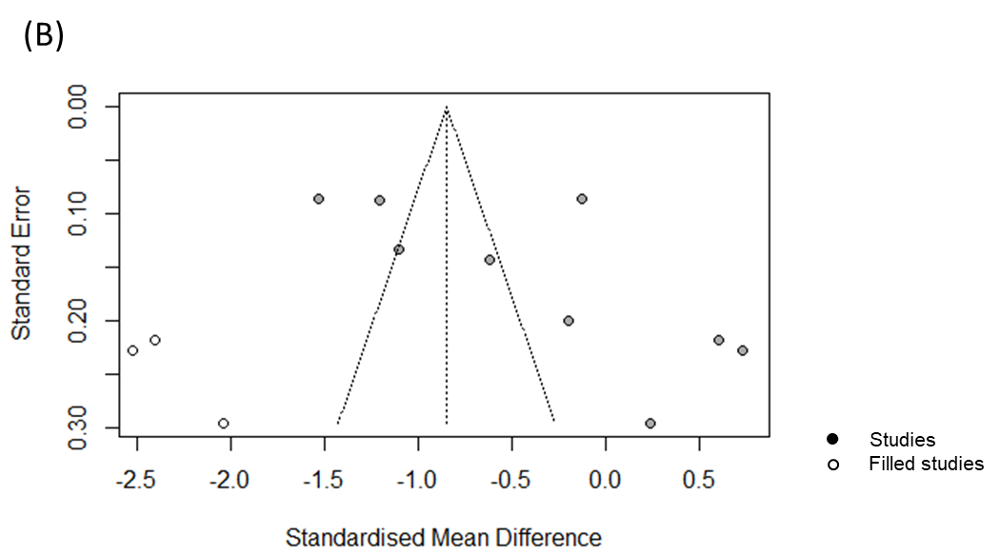 (B)
0.00
0.10
0.20
0.30
Standard Error
-2.5 -2.0 -1.5 -1.0 -0.5 0.0 0.5
Standardised Mean Difference
Studies
Filled studies